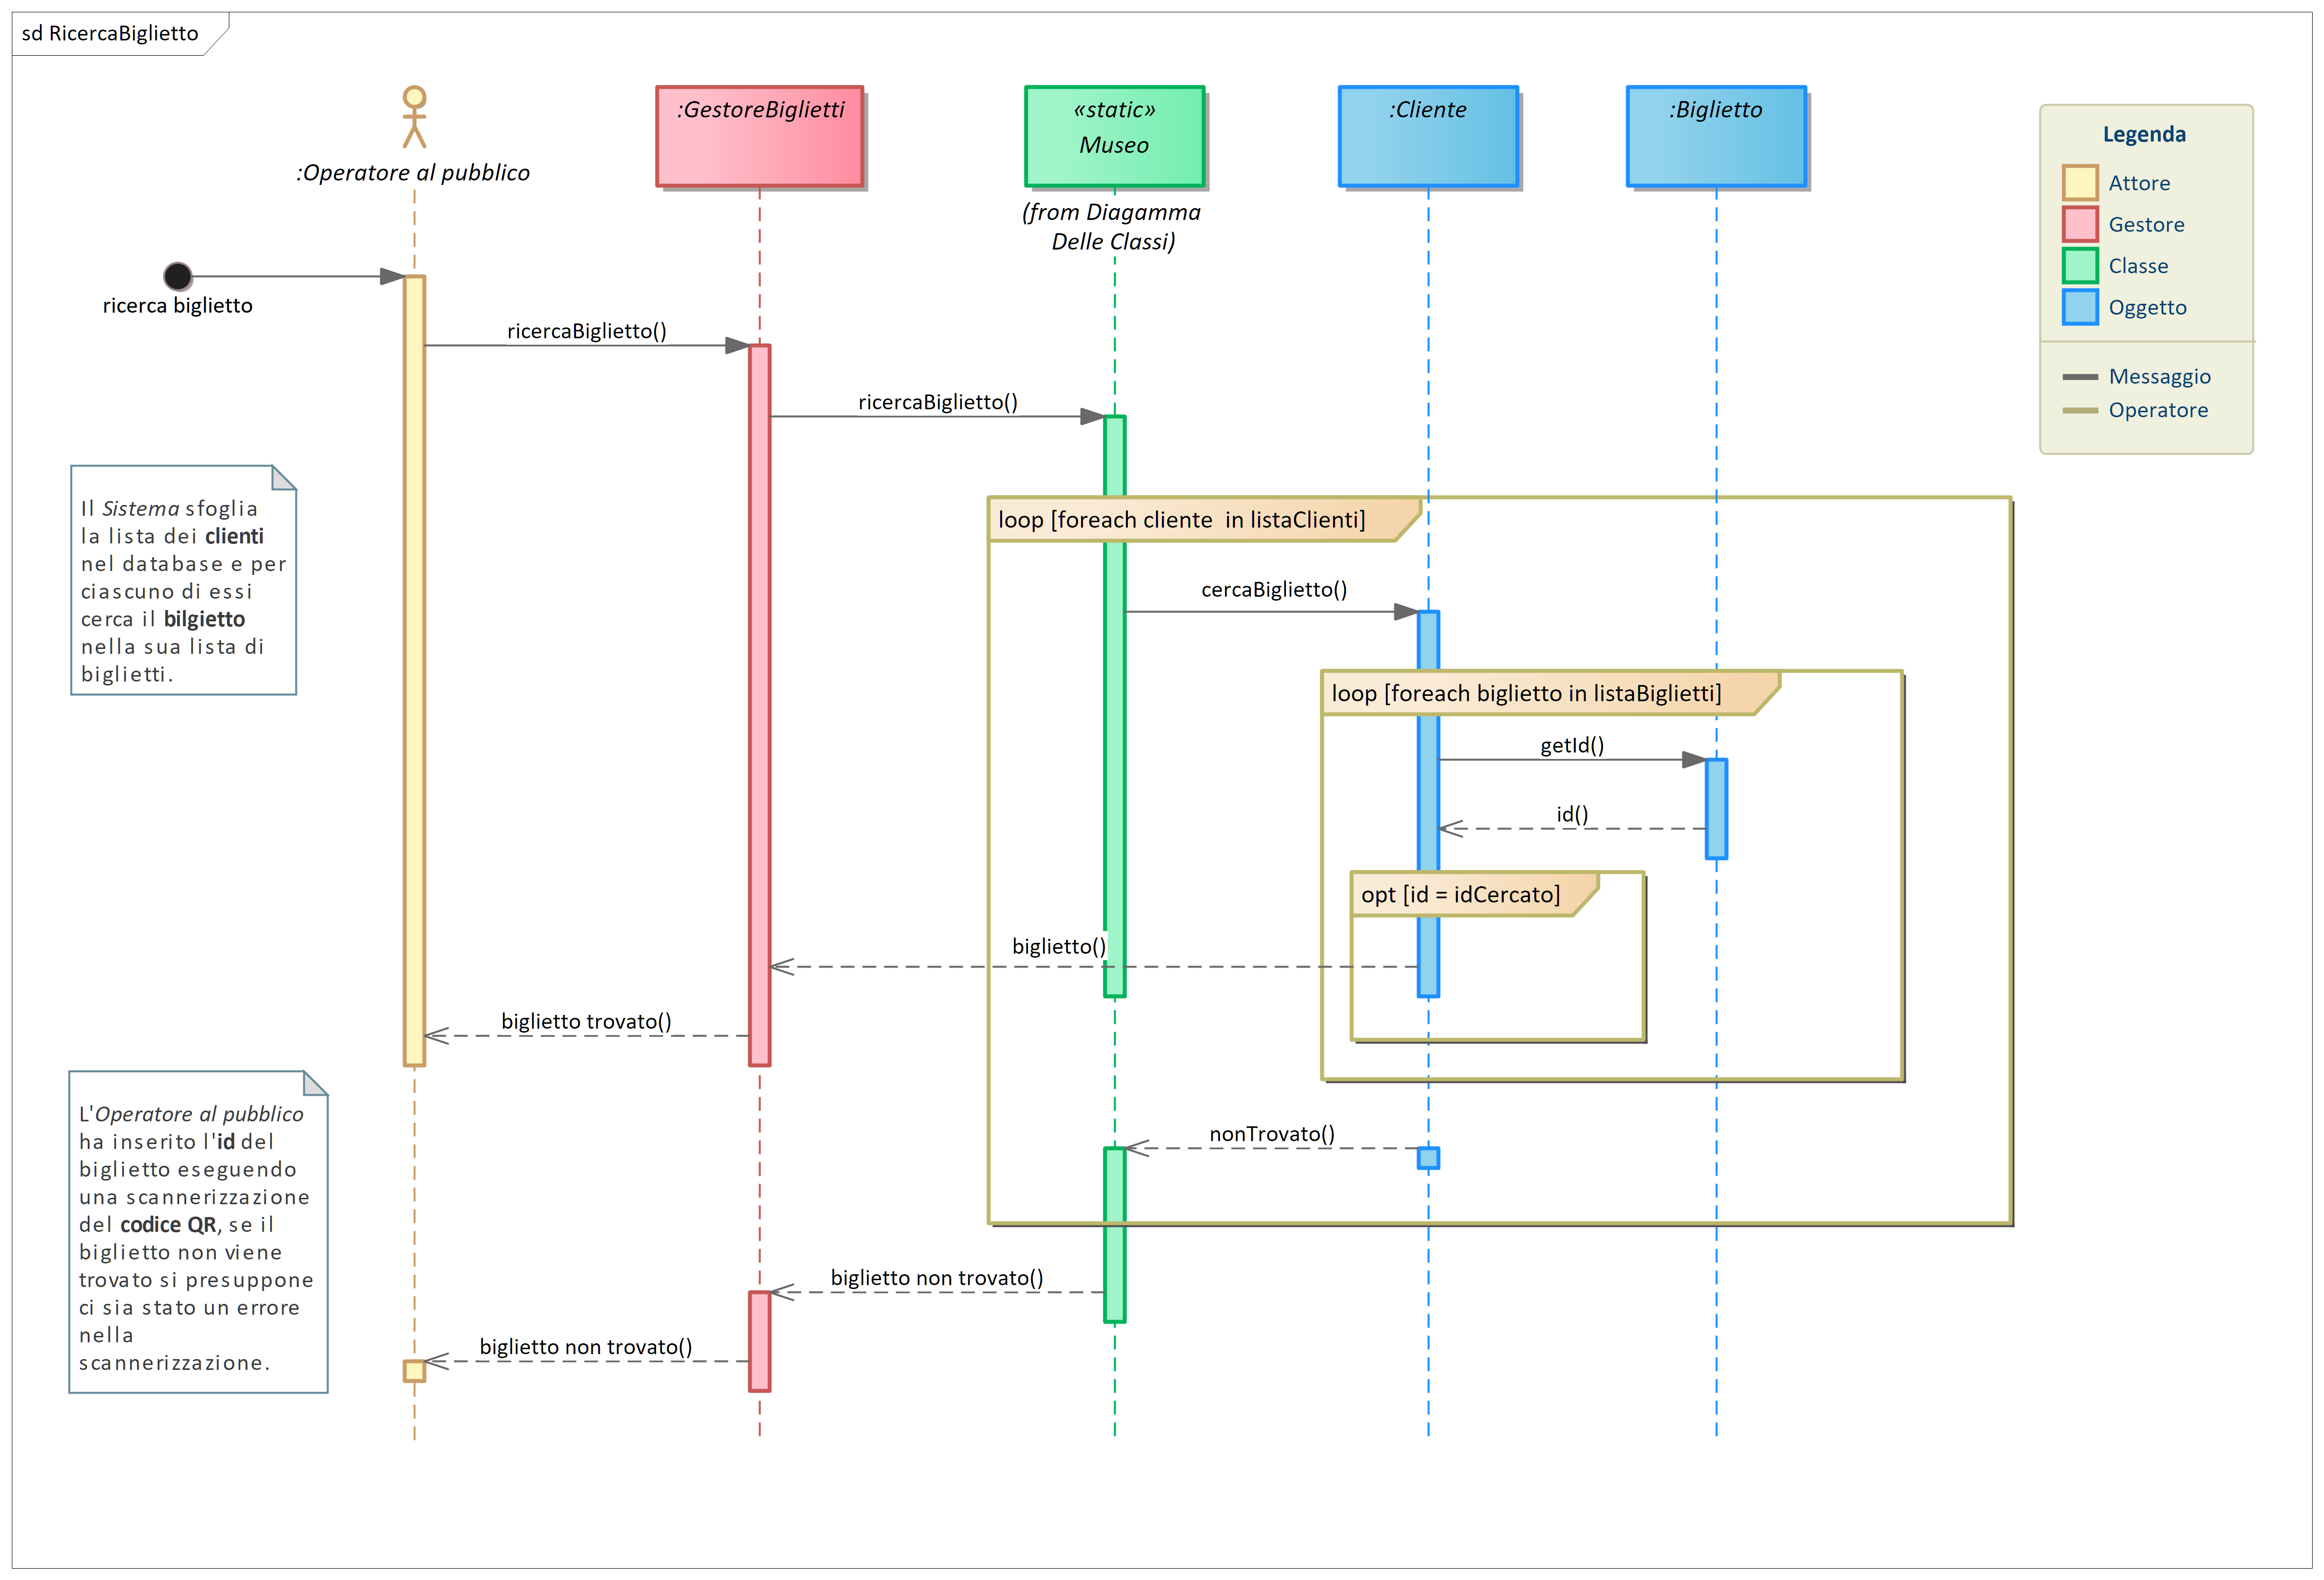 sd RicercaBiglietto
:Operatore al pubblico
:GestoreBiglietti
«static»
Museo
(from Diagamma
Delle Classi)
:Cliente
:Biglietto
Legenda
Attore
Gestore
Classe
Oggetto
Messaggio
Operatore
ricerca biglietto
ricercaBiglietto()
ricercaBiglietto()
Il Sistema sfoglia
la lista dei clienti
nel database e per
ciascuno di essi
cerca il bilgietto
nella sua lista di
biglietti.
loop [foreach cliente  in listaClienti]
cercaBiglietto()
loop [foreach biglietto in listaBiglietti]
getId()
id()
opt [id = idCercato]
biglietto()
biglietto trovato()
L'Operatore al pubblico
ha inserito l'id del
biglietto eseguendo
una scannerizzazione
del codice QR, se il
biglietto non viene
trovato si presuppone
ci sia stato un errore
nella
scannerizzazione.
nonTrovato()
biglietto non trovato()
biglietto non trovato()